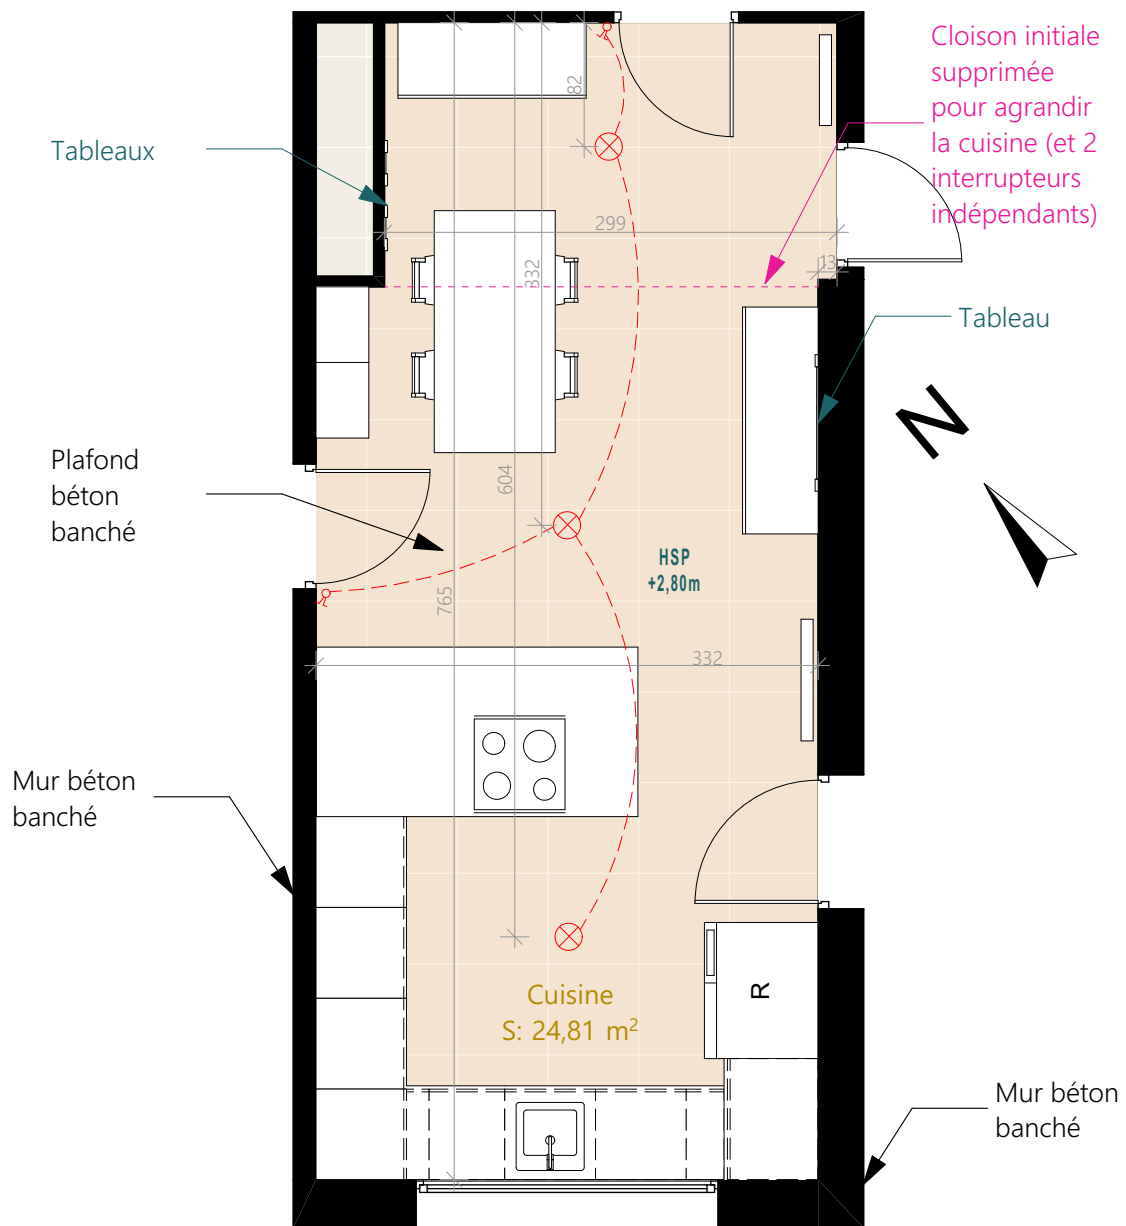 Cloison initiale
supprimée
pour agrandir
la cuisine (et 2
interrupteurs
indépendants)
82
Tableaux
299
13
332
Tableau
N
Plafond
béton
banché
604
HSP
+2,80m
765
332
Mur béton
banché
Cuisine
S: 24,81 m²
R
Mur béton
banché